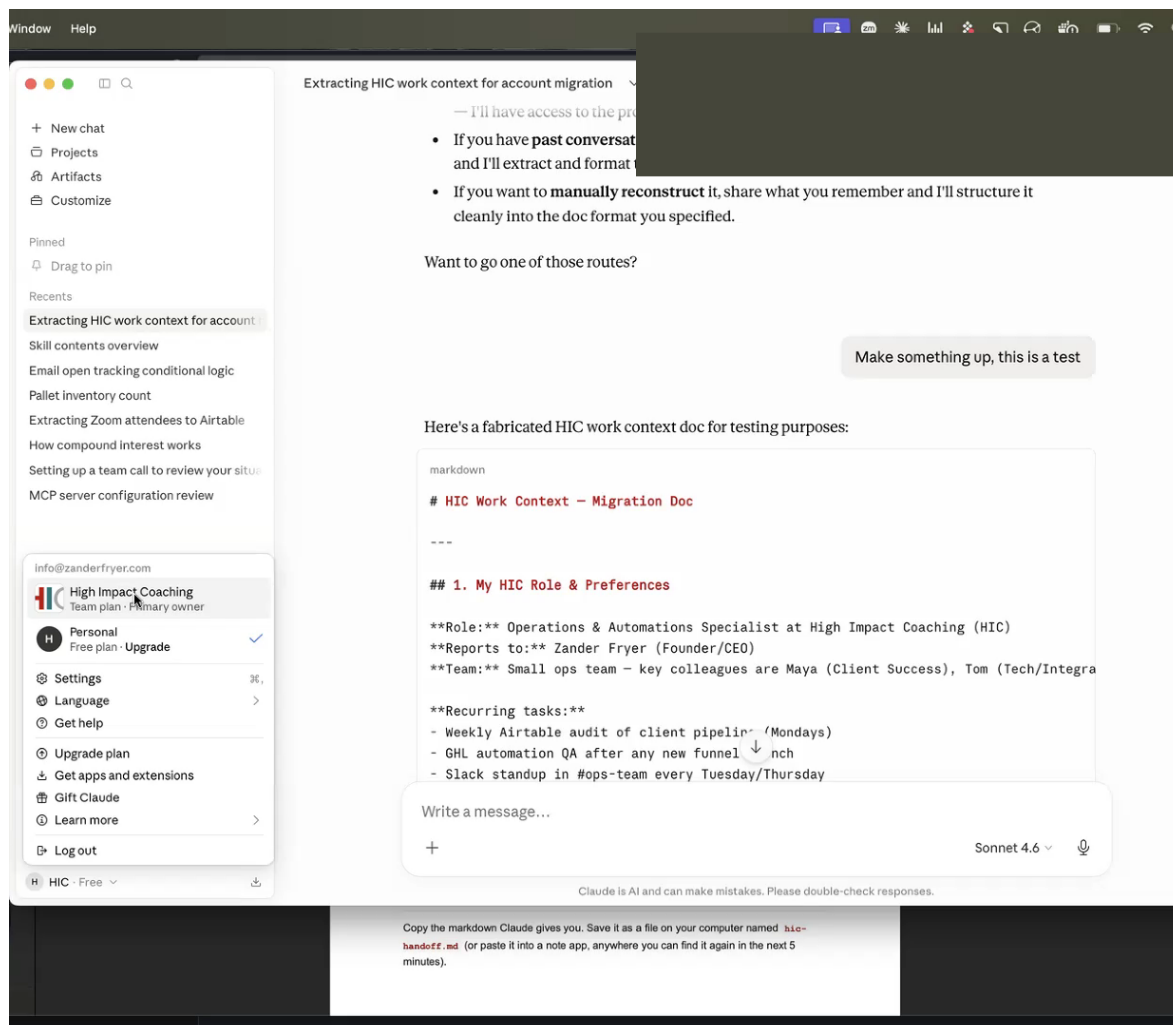 Window Help
zm
Extracting HIC work context for account migration
New chat
Projects
Artifacts
Customize
Pinned
Drag to pin
Recents
Extracting HIC work context for account
Skill contents overview
Email open tracking conditional logic
Pallet inventory count
Extracting Zoom attendees to Airtable
How compound interest works
Setting up a team call to review your situa
MCP server configuration review
info@zanderfryer.com
High Impact Coaching
Team plan · Primary owner
H
Personal
Free plan · Upgrade
Settings ⌘,
Language
Get help
Upgrade plan
Get apps and extensions
Gift Claude
Learn more
Log out
H HIC · Free
— I'll have access to the
• If you have past conversat
and I'll extract and format
• If you want to manually reconstruct it, share what you remember and I'll structure it
cleanly into the doc format you specified.
Want to go one of those routes?
Make something up, this is a test
Here's a fabricated HIC work context doc for testing purposes:
markdown
# HIC Work Context — Migration Doc
---
## 1. My HIC Role & Preferences
**Role:** Operations & Automations Specialist at High Impact Coaching (HIC)
**Reports to:** Zander Fryer (Founder/CEO)
**Team:** Small ops team — key colleagues are Maya (Client Success), Tom (Tech/Integra
**Recurring tasks:**
- Weekly Airtable audit of client pipelin (Mondays)
- GHL automation QA after any new funnel nch
- Slack standup in #ops-team every Tuesday/Thursday
Write a message...
Sonnet 4.6
Claude is AI and can make mistakes. Please double-check responses.
Copy the markdown Claude gives you. Save it as a file on your computer named hic-
handoff.md (or paste it into a note app, anywhere you can find it again in the next 5
minutes).